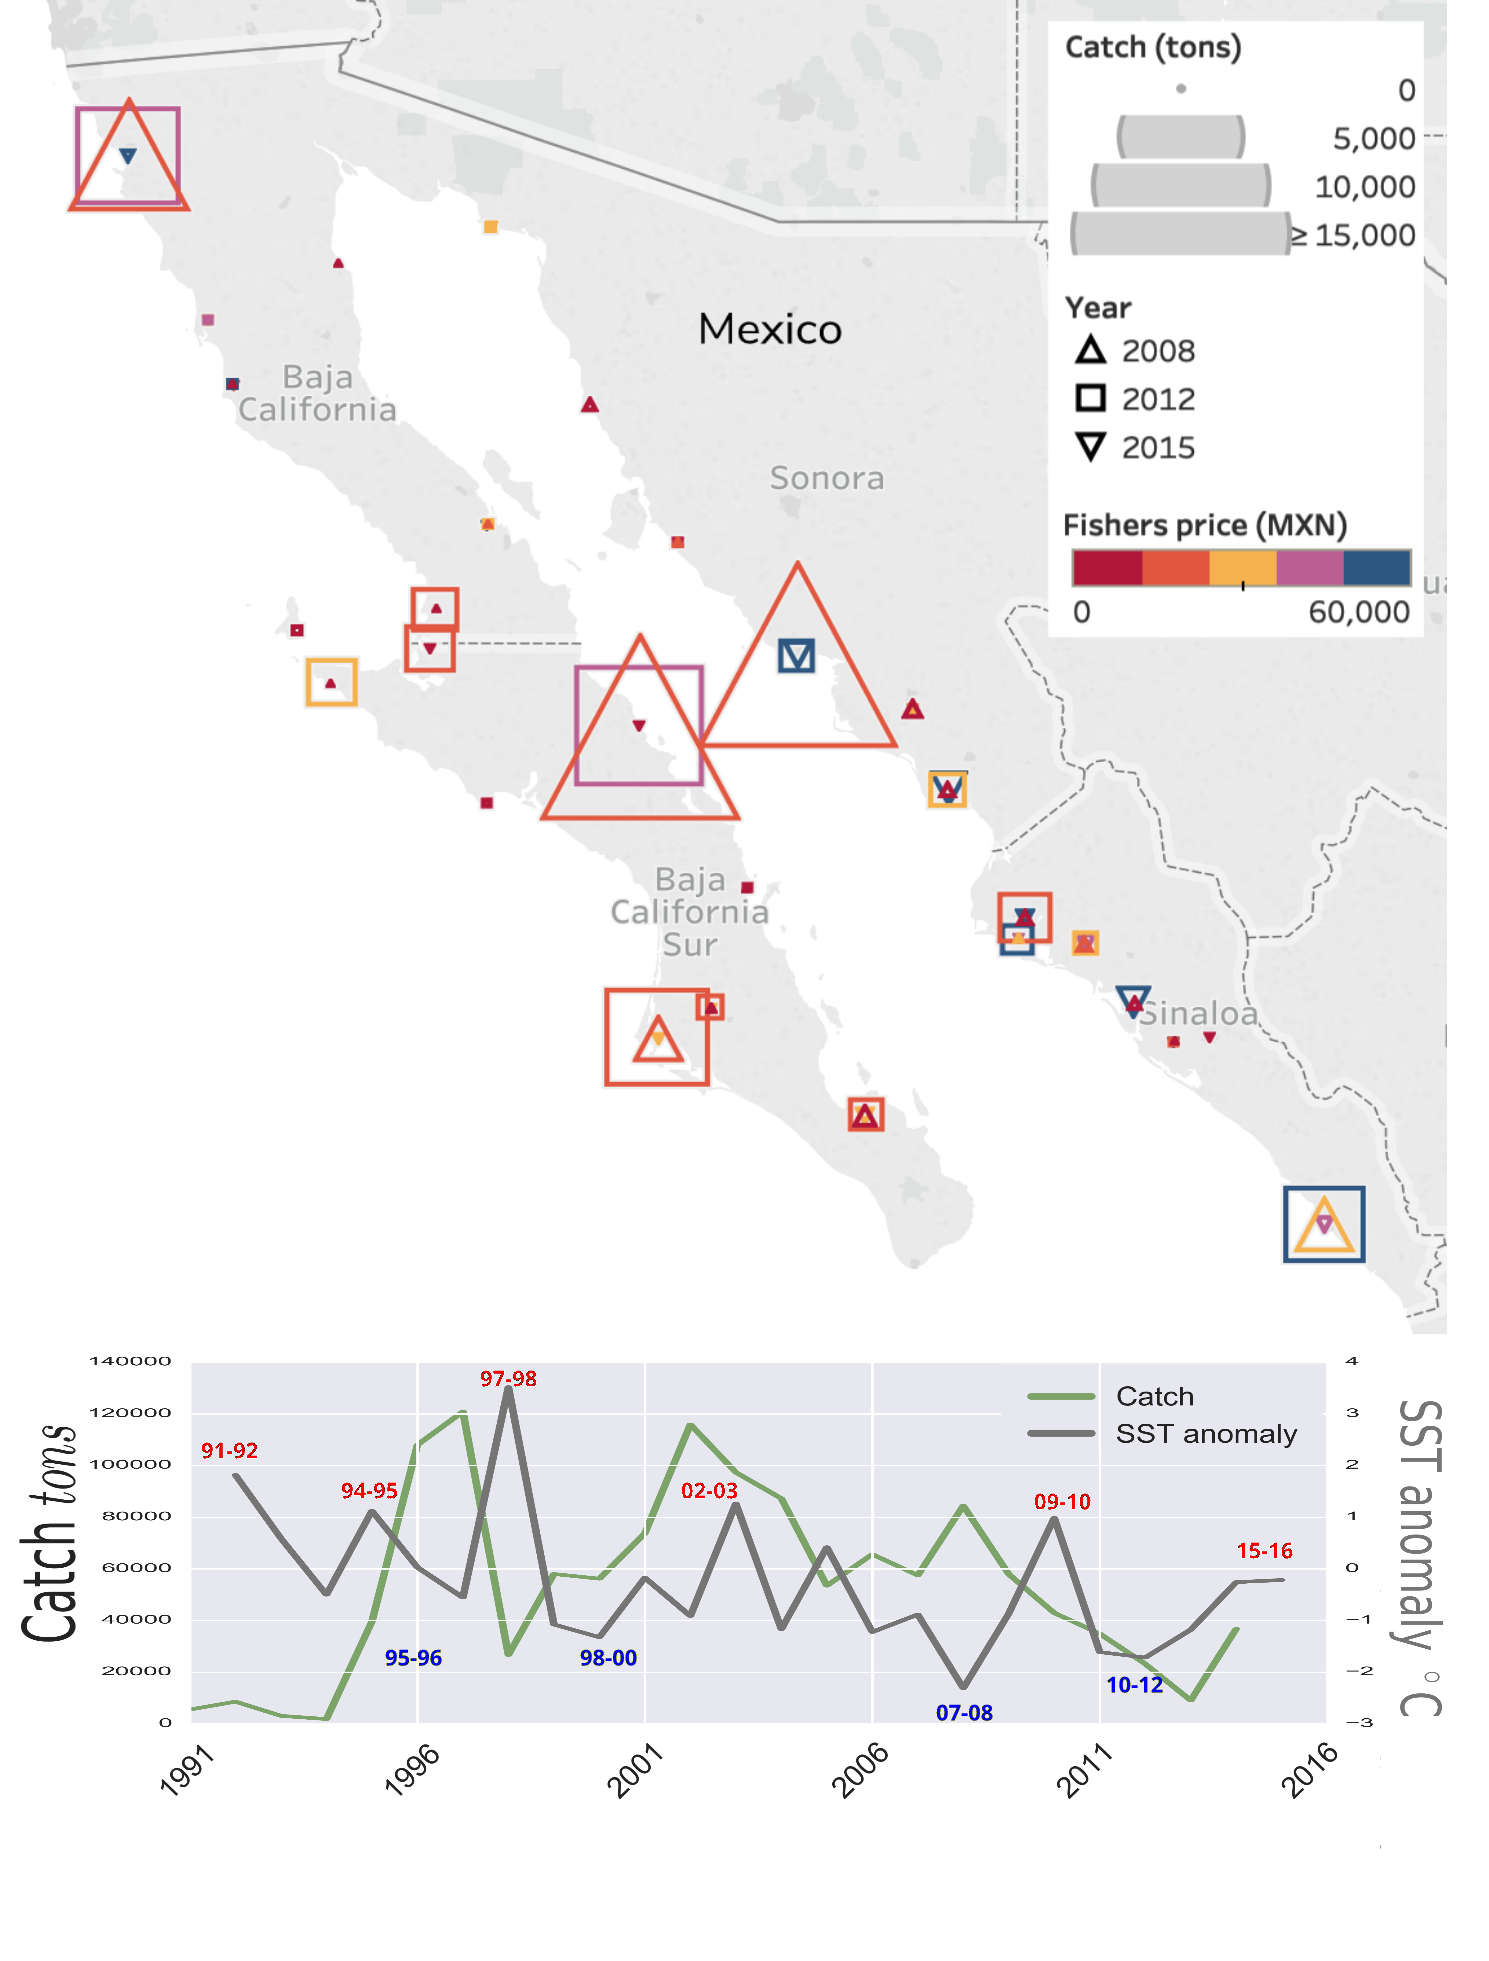 Catch (tons)
0
5,000
10,000
≥ 15,000
Year
2008
2012
2015
Fishers price (MXN)
0 60,000
Mexico
Baja
California
Sonora
Baja
California
Sur
Sinaloa
140000
120000
100000
80000
60000
40000
20000
0
Catch tons
91-92
94-95
97-98
02-03
09-10
15-16
95-96
98-00
07-08
10-12
Catch
SST anomaly
4
3
2
1
0
−1
−2
−3
SST anomaly °C
1991
1996
2001
2006
2011
2016